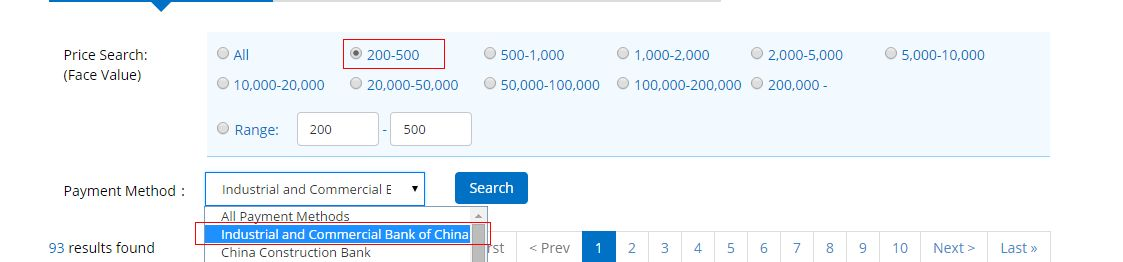 Price Search:
(Face Value)
All
200-500
500-1,000
1,000-2,000
2,000-5,000
5,000-10,000
10,000-20,000
20,000-50,000
50,000-100,000
100,000-200,000
200,000 -
Range:
200
-
500
Payment Method :
Industrial and Commercial E
Search
All Payment Methods
Industrial and Commercial Bank of China
China Construction Bank
93 results found
rst
< Prev
1
2
3
4
5
6
7
8
9
10
Next >
Last »